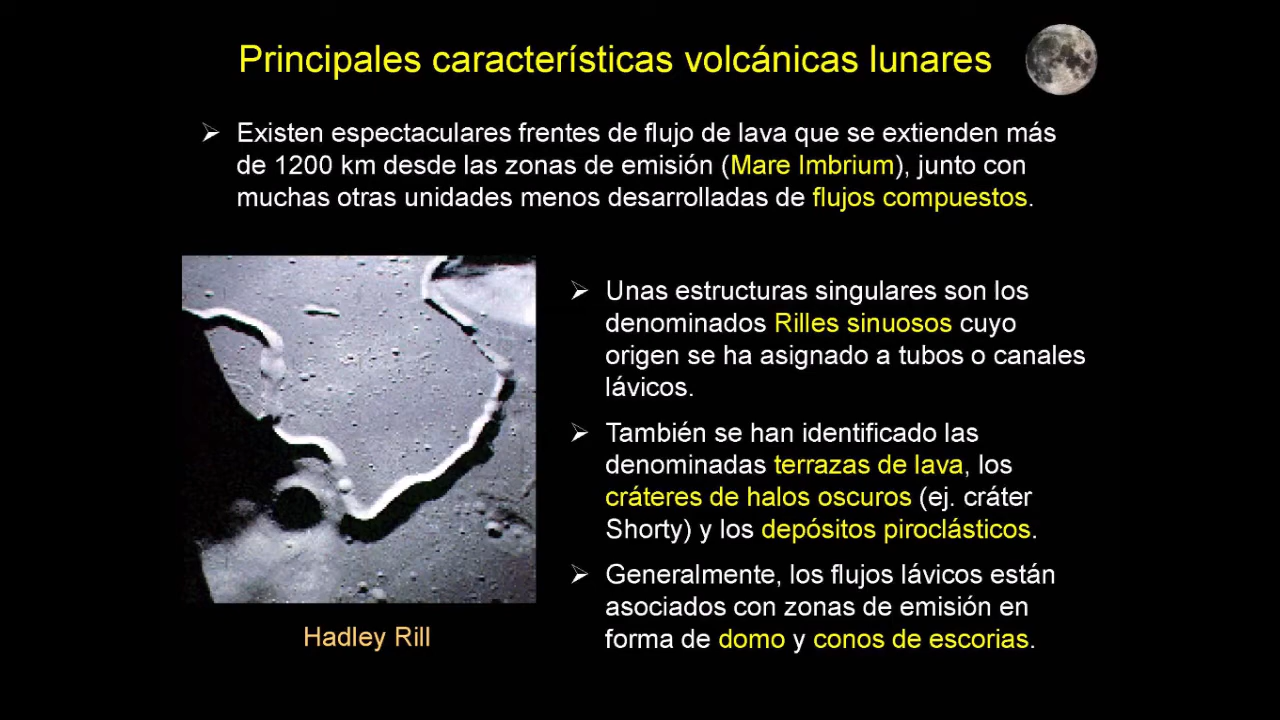 Principales características volcánicas lunares
➢ Existen espectaculares frentes de flujo de lava que se extienden más
de 1200 km desde las zonas de emisión (Mare Imbrium), junto con
muchas otras unidades menos desarrolladas de flujos compuestos.
➢ Unas estructuras singulares son los
denominados Rilles sinuosos cuyo
origen se ha asignado a tubos o canales
lávicos.
➢ También se han identificado las
denominadas terrazas de lava, los
cráteres de halos oscuros (ej. cráter
Shorty) y los depósitos piroclásticos.
➢ Generalmente, los flujos lávicos están
asociados con zonas de emisión en
forma de domo y conos de escorias.
Hadley Rill